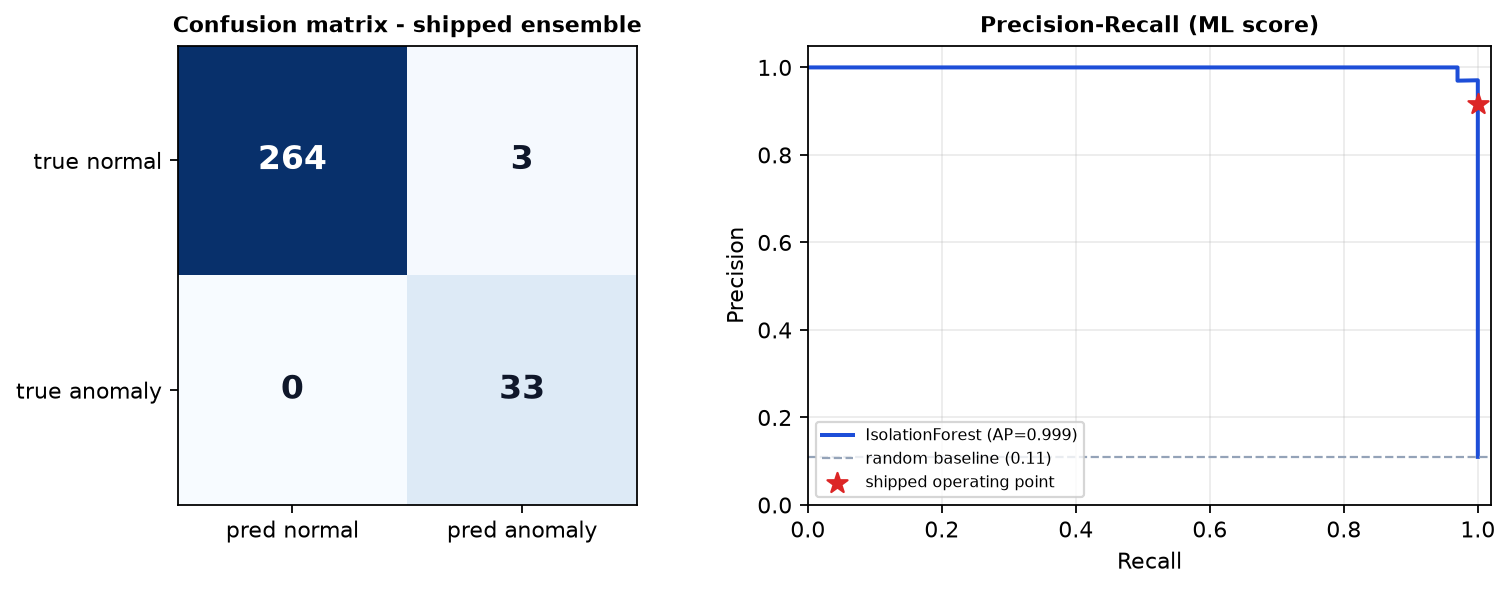 Confusion matrix - shipped ensemble
true normal
264
3
true anomaly
0
33
pred normal
pred anomaly
Precision-Recall (ML score)
1.0
0.8
0.6
0.4
0.2
0.0
Precision
IsolationForest (AP=0.999)
random baseline (0.11)
shipped operating point
0.0
0.2
0.4
0.6
0.8
1.0
Recall